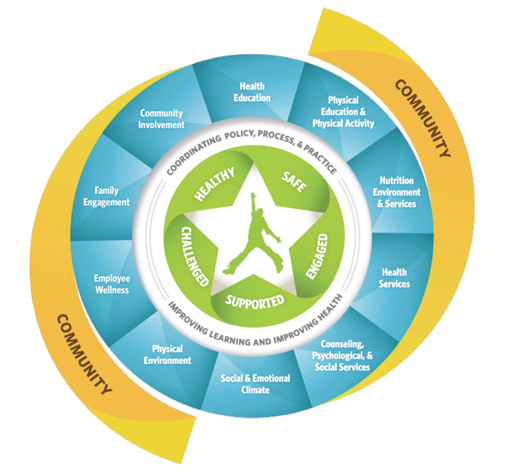 COMMUNITY
Health
Education
Physical
Education &
Physical Activity
Nutrition
Environment
& Services
Health
Services
Counseling,
Psychological, &
Social Services
Social & Emotional
Climate
Physical
Environment
Employee
Wellness
Family
Engagement
Community
Involvement
COORDINATING POLICY, PROCESS, & PRACTICE
IMPROVING LEARNING AND IMPROVING HEALTH
HEALTHY
SAFE
ENGAGED
SUPPORTED
CHALLENGED
COMMUNITY